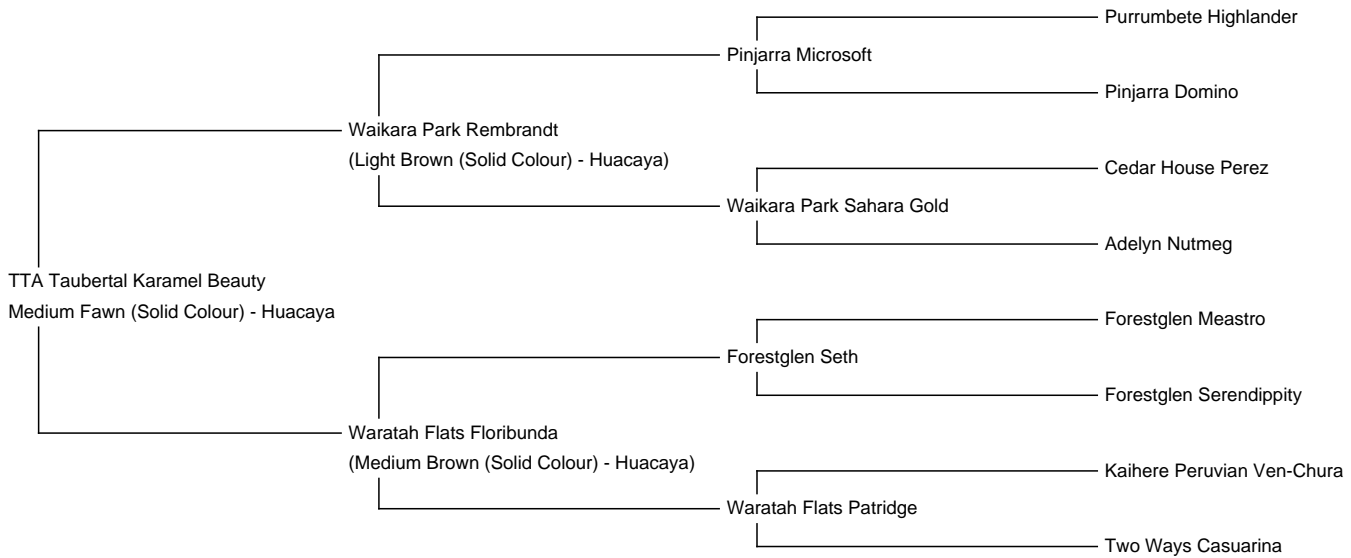 Purrumbete Highlander
Pinjarra Microsoft
Pinjarra Domino
Waikara Park Rembrandt
(Light Brown (Solid Colour) - Huacaya)
Cedar House Perez
Waikara Park Sahara Gold
Adelyn Nutmeg
TTA Taubertal Karamel Beauty
Medium Fawn (Solid Colour) - Huacaya
Forestglen Meastro
Forestglen Seth
Forestglen Serendippity
Waratah Flats Floribunda
(Medium Brown (Solid Colour) - Huacaya)
Kaihere Peruvian Ven-Chura
Waratah Flats Patridge
Two Ways Casuarina